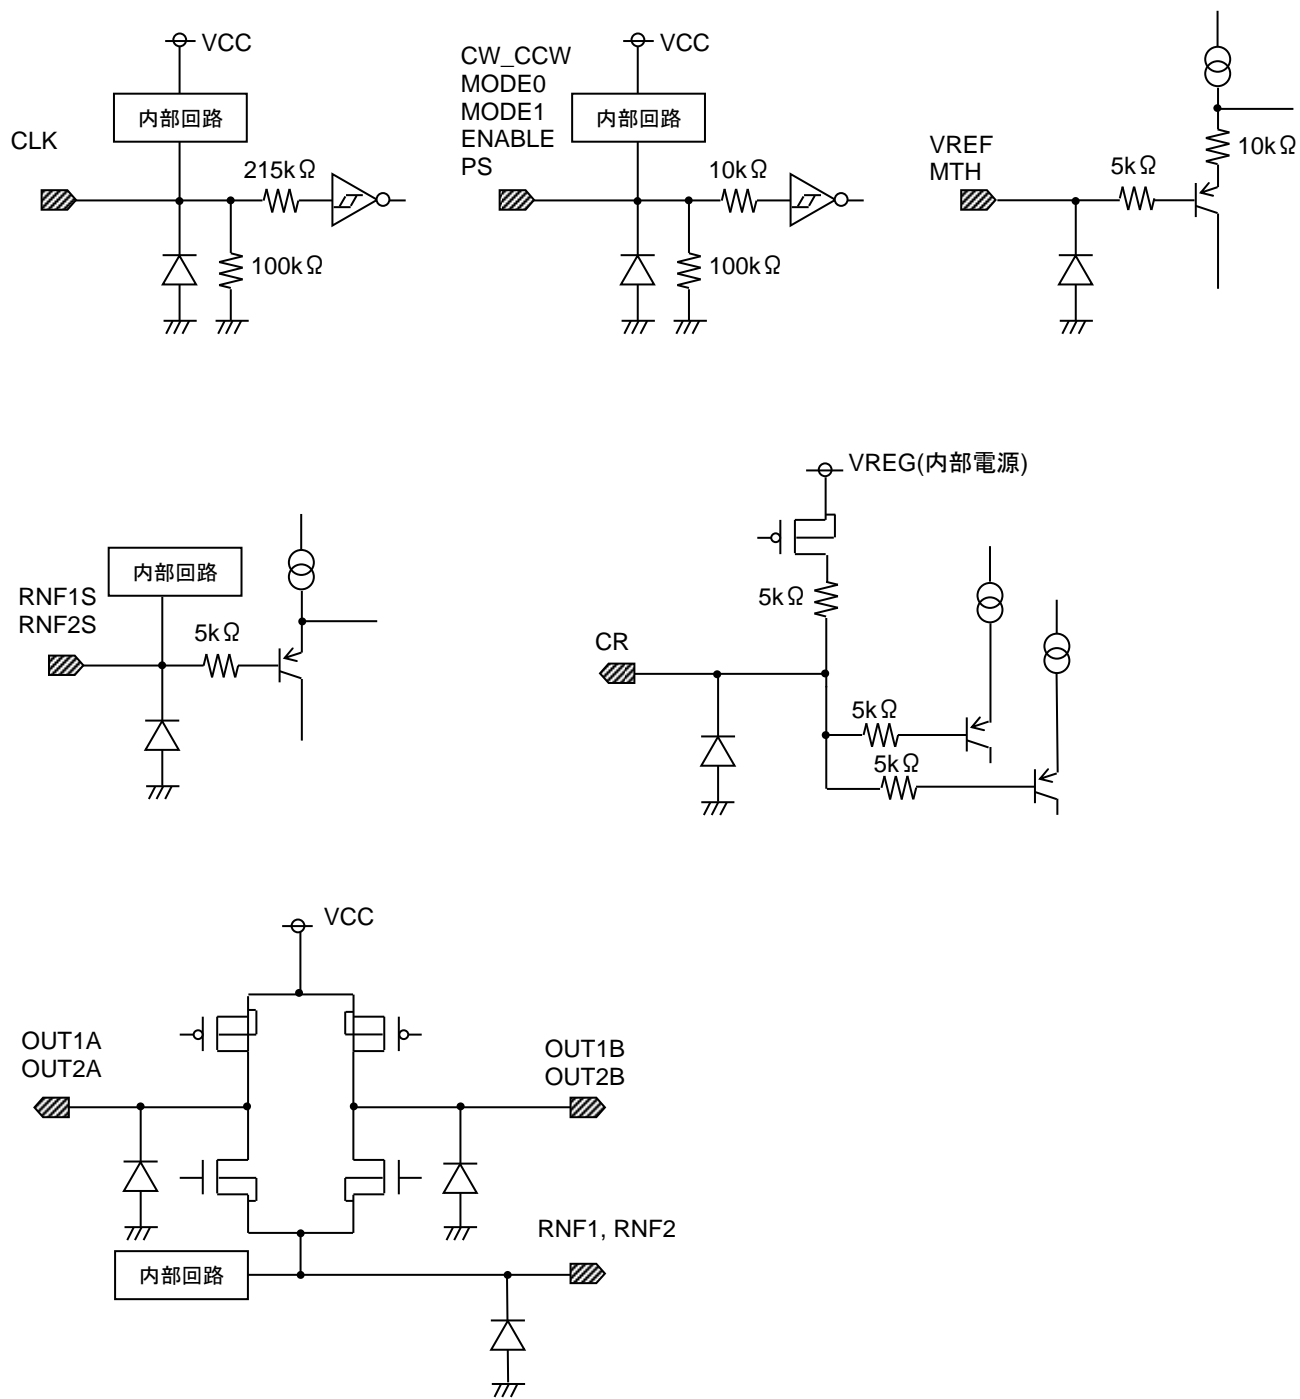 VCC
内部回路
CLK
215kΩ
100kΩ
VCC
CW_CCW
MODE0
MODE1
ENABLE
PS
内部回路
10kΩ
100kΩ
VREF
MTH
5kΩ
10kΩ
内部回路
RNF1S
RNF2S
5kΩ
VREG(内部電源)
5kΩ
CR
5kΩ
5kΩ
VCC
OUT1A
OUT2A
OUT1B
OUT2B
RNF1, RNF2
内部回路